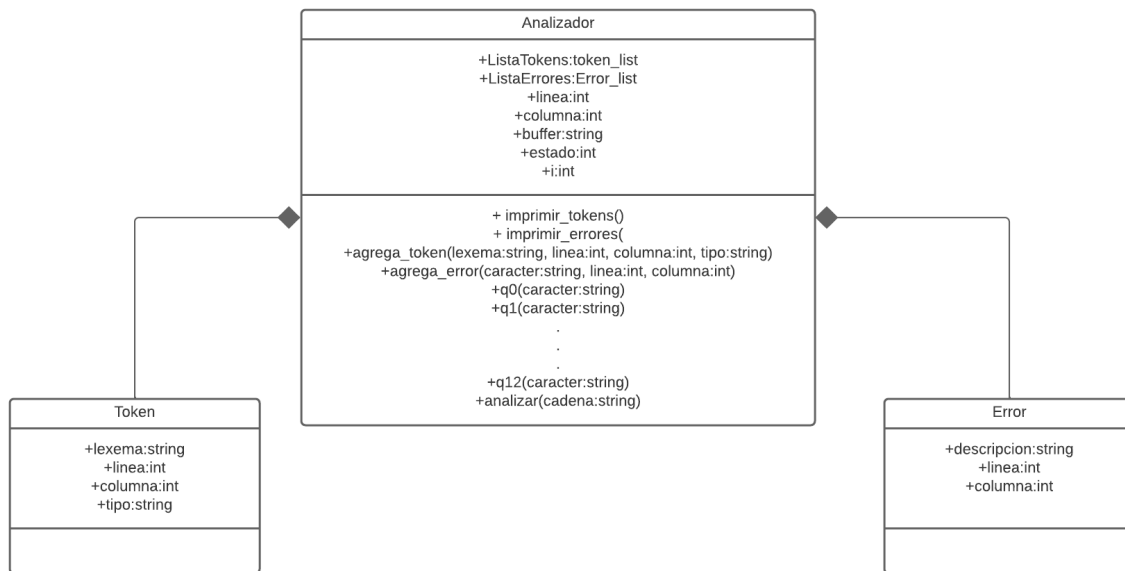 Analizador
+ListaTokens:token_list
+ListaErrores:Error_list
+linea:int
+columna:int
+buffer:string
+estado:int
+i:int
+ imprimir_tokens()
+ imprimir_errores(
+agrega_token(lexema:string, linea:int, columna:int, tipo:string)
+agrega_error(caracter:string, linea:int, columna:int)
+q0(caracter:string)
+q1(caracter:string)
.
.
.
+q12(caracter:string)
+analizar(cadena:string)
Token
+lexema:string
+linea:int
+columna:int
+tipo:string
Error
+descripcion:string
+linea:int
+columna:int